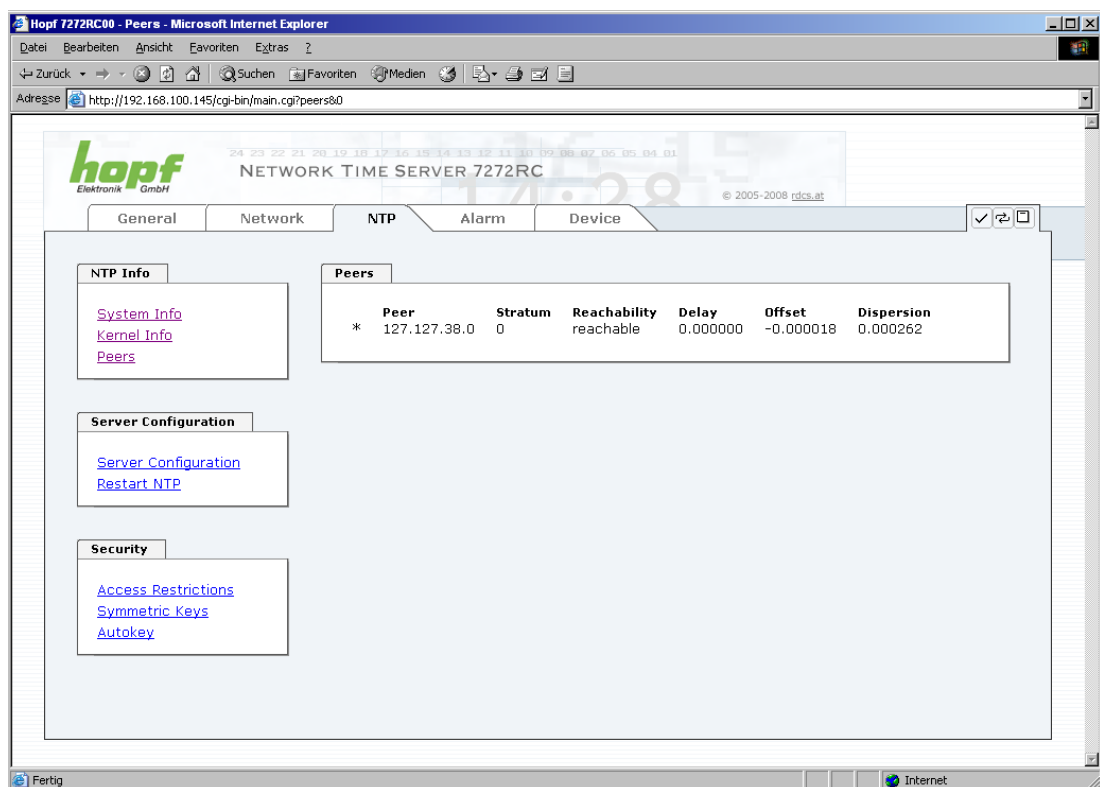 Hopf 7272RC00 - Peers - Microsoft Internet Explorer
Datei Bearbeiten Ansicht Favoriten Extras ?
Zurück Suchen Favoriten Medien
Adresse http://192.168.100.145/cgi-bin/main.cgi?peers&0
24 23 22 21 20 19 18 17 16 15 14 13 12 11 10 09 08 07 06 05 04 01
hopf
Elektronik GmbH
NETWORK TIME SERVER 7272RC
14:28
© 2005-2008 rdcs.at
General Network NTP Alarm Device
NTP Info
System Info
Kernel Info
Peers
Server Configuration
Server Configuration
Restart NTP
Security
Access Restrictions
Symmetric Keys
Autokey
Peers
Peer Stratum Reachability Delay Offset Dispersion
* 127.127.38.0 0 reachable 0.000000 -0.000018 0.000262
Fertig Internet